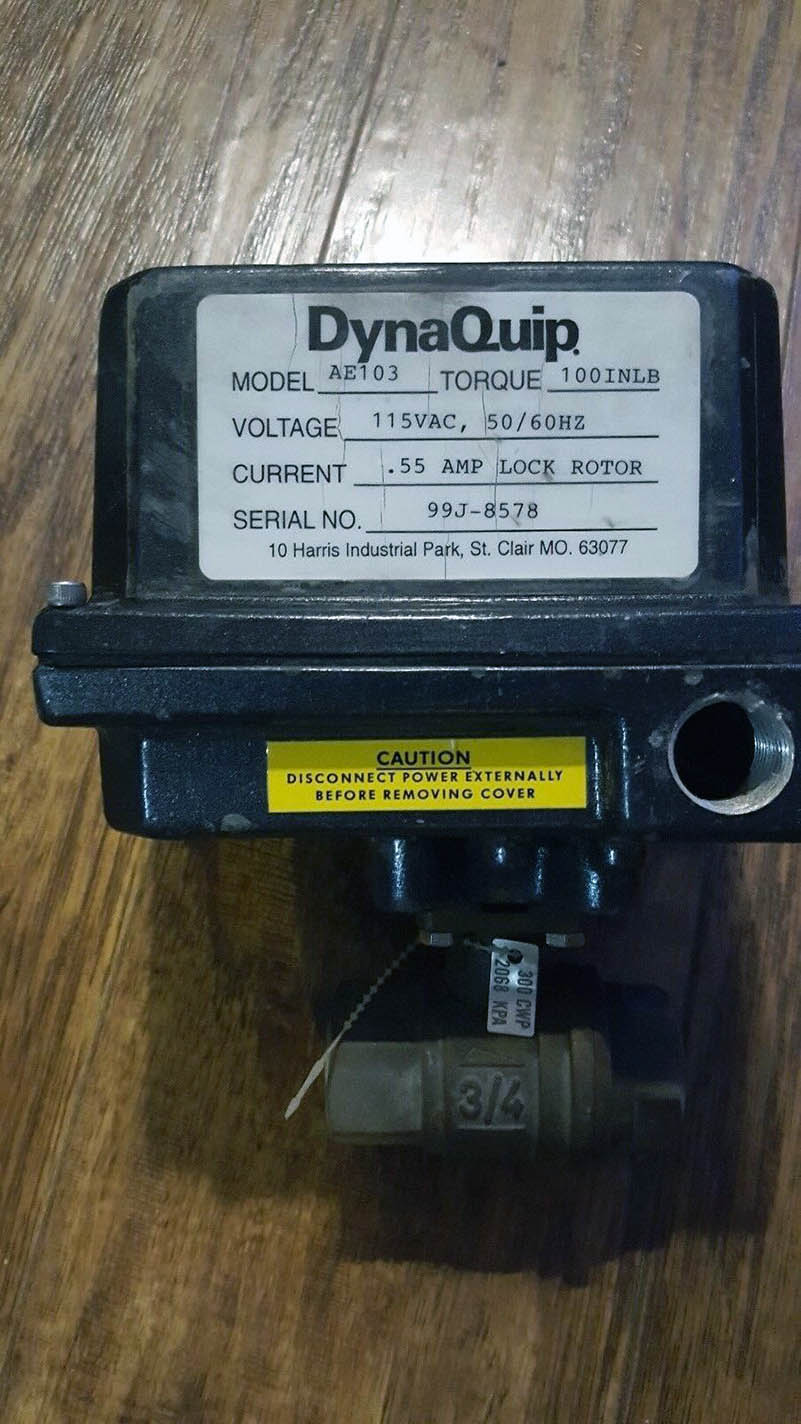 DynaQuip
MODEL AE103 TORQUE 100INLB
VOLTAGE 115VAC, 50/60HZ
CURRENT .55 AMP LOCK ROTOR
SERIAL NO. 99J-8578
10 Harris Industrial Park, St. Clair MO. 63077
CAUTION
DISCONNECT POWER EXTERNALLY
BEFORE REMOVING COVER
300 CWP
2068 KPA
3/4